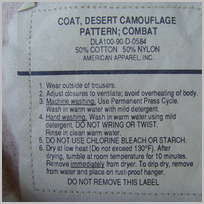 COAT, DESERT CAMOUFLAGE
PATTERN; COMBAT
DLA100-90 D-0584
50% COTTON 50% NYLON
AMERICAN APPAREL, INC.
1. Wear outside of trousers.
2. Adjust closures to ventilate; avoid overheating of body.
3. Machine washing. Use Permanent Press Cycle.
Wash in warm water with mild detergent.
4. Hand washing. Wash in warm water using mild
detergent. DO NOT WRING OR TWIST.
Rinse in clean warm water.
5. DO NOT USE CHLORINE BLEACH OR STARCH.
6. Dry at low heat (Do not exceed 130°F). After
drying, tumble at room temperature for 10 minutes.
Remove immediately from dryer. To drip dry, remove
from water and place on rust-proof hanger.
DO NOT REMOVE THIS LABEL